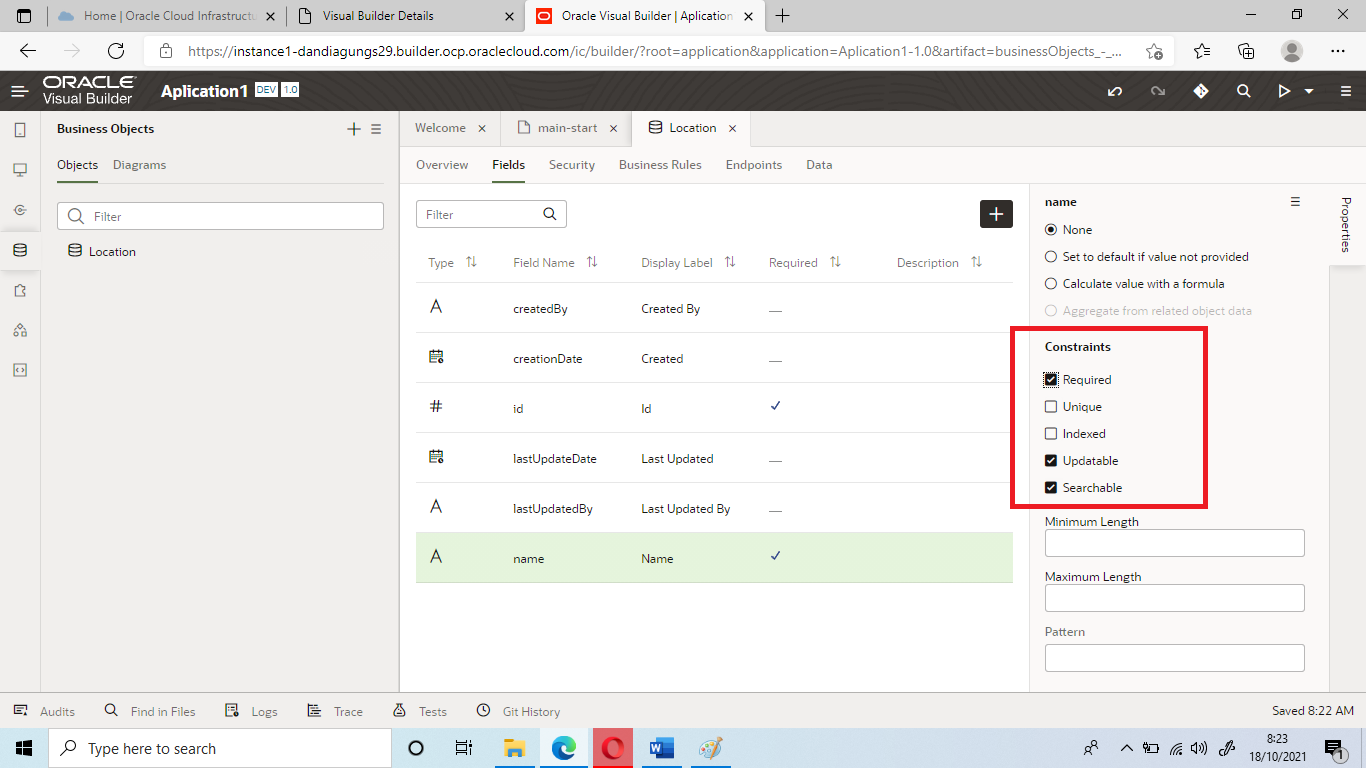 Home | Oracle Cloud Infrastructu
Visual Builder Details
Oracle Visual Builder | Aplication
https://instance1-dandiagungs29.builder.ocp.oraclecloud.com/ic/builder/?root=application&application=Aplication1-1.0&artifact=businessObjects_-_...
ORACLE
Visual Builder
Aplication1 DEV 1.0
Business Objects
Objects Diagrams
Filter
Location
Welcome main-start Location
Overview Fields Security Business Rules Endpoints Data
Filter
Type Field Name Display Label Required Description
A createdBy Created By
creationDate Created
# id Id
lastUpdateDate Last Updated
A lastUpdatedBy Last Updated By
A name Name
name
None
Set to default if value not provided
Calculate value with a formula
Aggregate from related object data
Constraints
Required
Unique
Indexed
Updatable
Searchable
Minimum Length
Maximum Length
Pattern
Properties
Audits Find in Files Logs Trace Tests Git History
Saved 8:22 AM
Type here to search
8:23
18/10/2021
1